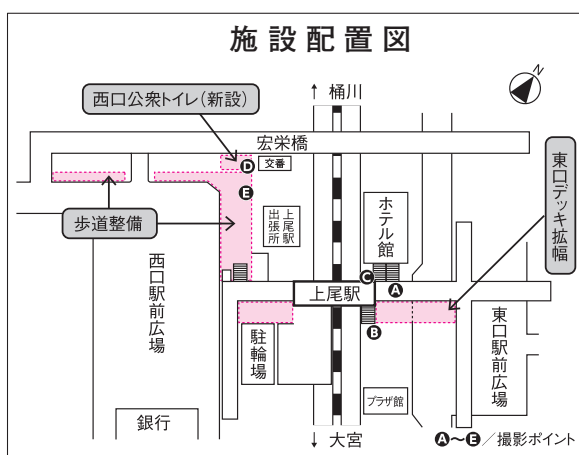 施設配置図
N
↑ 桶川
西口公衆トイレ(新設)
宏栄橋
D
交番
E
東口デッキ拡幅
歩道整備
上尾駅
出張所
ホテル館
西口駅前広場
C
A
上尾駅
B
駐輪場
東口駅前広場
プラザ館
銀行
↓ 大宮
A～E/撮影ポイント